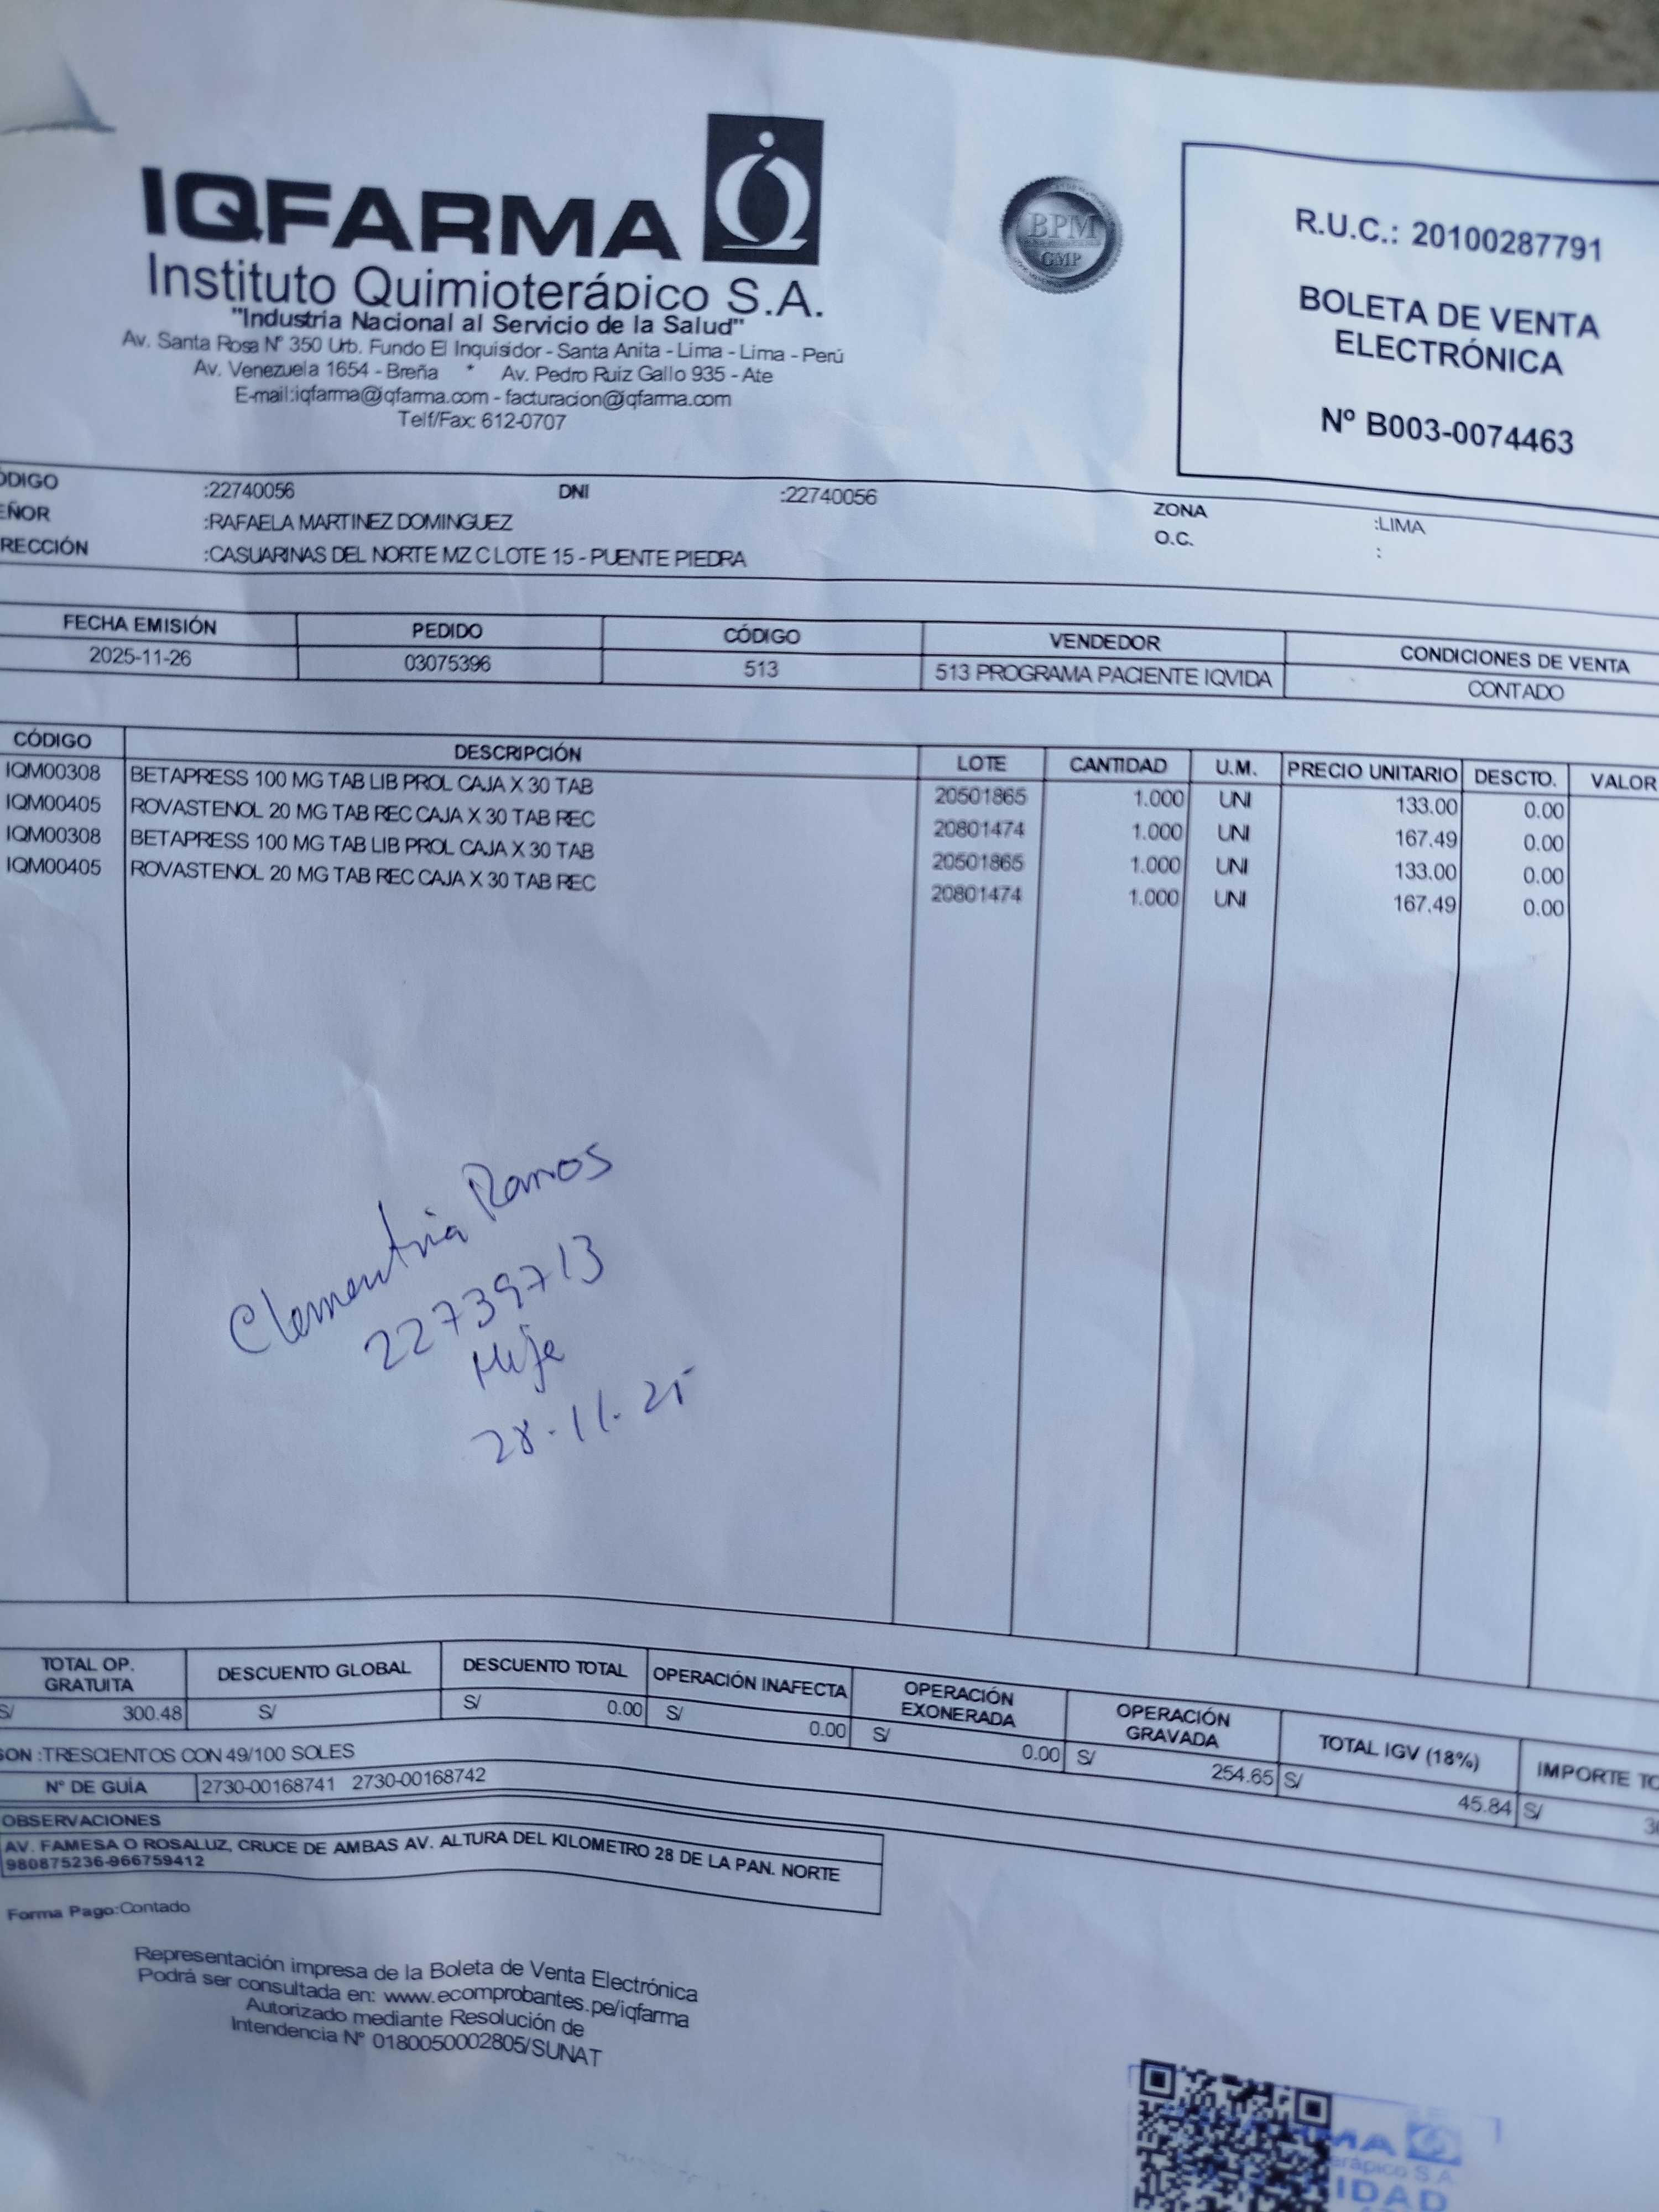 IQFARMA
Instituto Quimioterápico S.A.
"Industria Nacional al Servicio de la Salud"
Av. Santa Rosa N° 350 Urb. Fundo El Inquisidor - Santa Anita - Lima - Lima - Perú
Av. Venezuela 1654 - Breña * Av. Pedro Ruiz Gallo 935 - Ate
E-mail:iqfarma@iqfarma.com - facturacion@iqfarma.com
Telf/Fax: 612-0707
BPM
GMP
R.U.C.: 20100287791
BOLETA DE VENTA
ELECTRÓNICA
Nº B003-0074463
ÓDIGO :22740056 DNI :22740056 ZONA :LIMA
EÑOR :RAFAELA MARTINEZ DOMINGUEZ O.C. :
RECCIÓN :CASUARINAS DEL NORTE MZ C LOTE 15 - PUENTE PIEDRA
FECHA EMISIÓN PEDIDO CÓDIGO VENDEDOR CONDICIONES DE VENTA
2025-11-26 03075396 513 513 PROGRAMA PACIENTE IQVIDA CONTADO
CÓDIGO DESCRIPCIÓN LOTE CANTIDAD U.M. PRECIO UNITARIO DESCTO. VALOR
IQM00308 BETAPRESS 100 MG TAB LIB PROL CAJA X 30 TAB 20501865 1.000 UNI 133.00 0.00
IQM00405 ROVASTENOL 20 MG TAB REC CAJA X 30 TAB REC 20801474 1.000 UNI 167.49 0.00
IQM00308 BETAPRESS 100 MG TAB LIB PROL CAJA X 30 TAB 20501865 1.000 UNI 133.00 0.00
IQM00405 ROVASTENOL 20 MG TAB REC CAJA X 30 TAB REC 20801474 1.000 UNI 167.49 0.00
Clementina Ramos
22739713
Hija
28-11-25
TOTAL OP. GRATUITA DESCUENTO GLOBAL DESCUENTO TOTAL OPERACIÓN INAFECTA OPERACIÓN EXONERADA OPERACIÓN GRAVADA TOTAL IGV (18%) IMPORTE TO
S/ 300.48 S/ S/ 0.00 S/ 0.00 S/ 0.00 S/ 254.65 S/ 45.84 S/
SON :TRESCIENTOS CON 49/100 SOLES
N° DE GUÍA 2730-00168741 2730-00168742
OBSERVACIONES
AV. FAMESA O ROSALUZ, CRUCE DE AMBAS AV. ALTURA DEL KILOMETRO 28 DE LA PAN. NORTE
980875236-966759412
Forma Pago:Contado
Representación impresa de la Boleta de Venta Electrónica
Podrá ser consultada en: www.ecomprobantes.pe/iqfarma
Autorizado mediante Resolución de
Intendencia N° 0180050002805/SUNAT